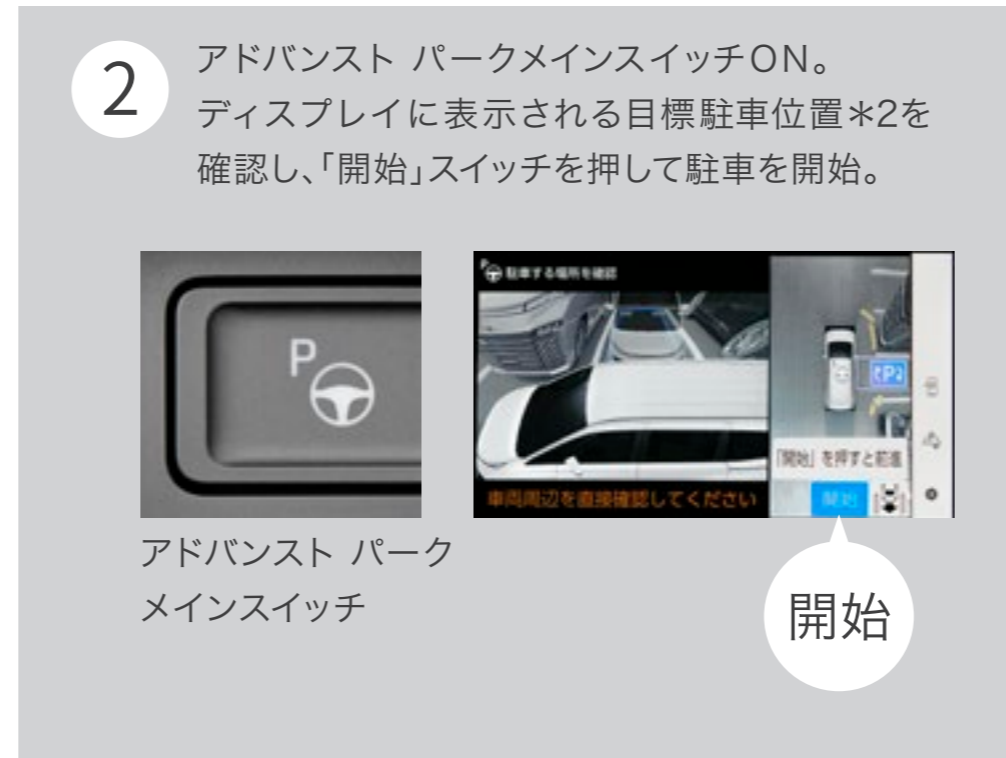 2
アドバンスト パークメインスイッチON。
ディスプレイに表示される目標駐車位置＊2を
確認し、「開始」スイッチを押して駐車を開始。
P
駐車する場所を確認
P
「開始」を押すと前進
車両周辺を直接確認してください
開始
アドバンスト パーク
メインスイッチ
開始